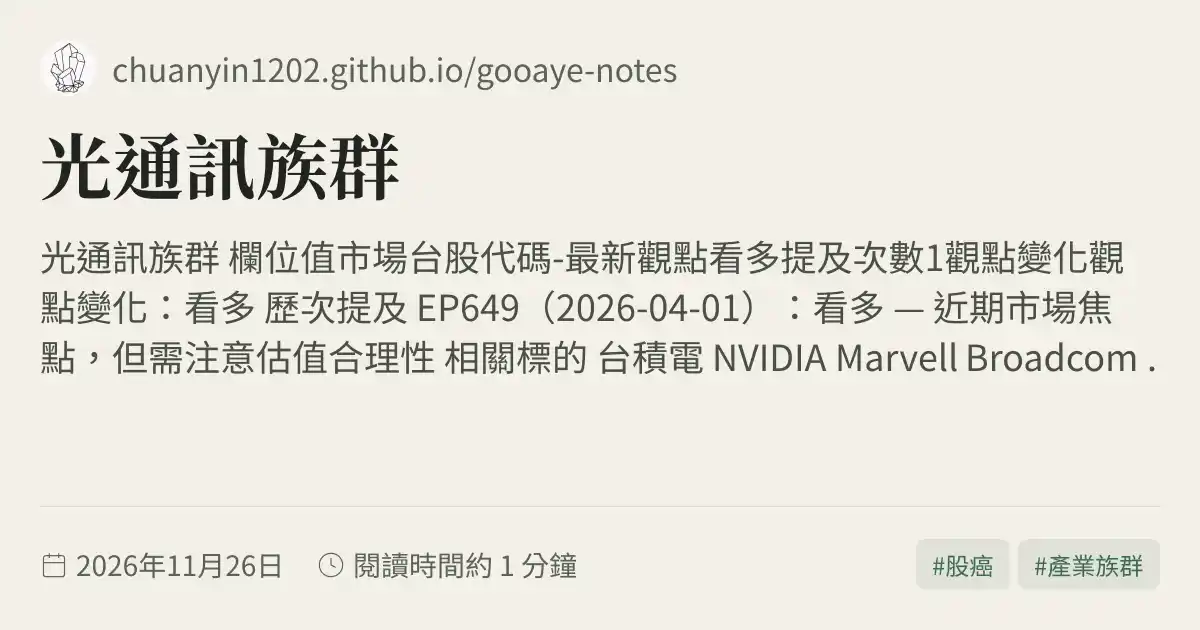 chuanyin1202.github.io/gooaye-notes
光通訊族群
光通訊族群 欄位值市場台股代碼-最新觀點看多提及次數1觀點變化觀
點變化：看多 歷次提及 EP649（2026-04-01）：看多 — 近期市場焦
點，但需注意估值合理性 相關標的 台積電 NVIDIA Marvell Broadcom .
2026年11月26日 閱讀時間約 1 分鐘 #股癌 #產業族群